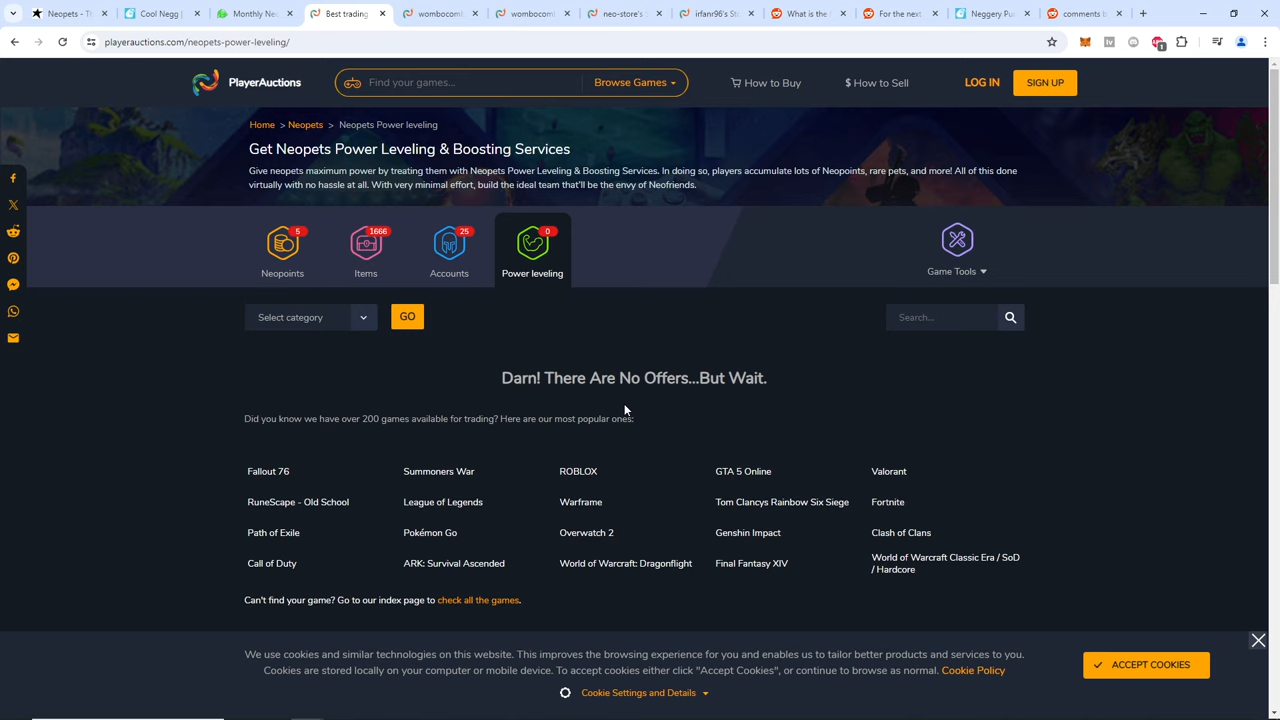 Neopets - T
Cool Negg
Monthly Ne
Best trading
wombocomb
wombocomb
neo-store's S
irfanr96's Sto
What is the
For the next
Neggery Puz
comments b
playerauctions.com/neopets-power-leveling/
1
PlayerAuctions
Find your games...
Browse Games
How to Buy
$ How to Sell
LOG IN
SIGN UP
Home > Neopets > Neopets Power leveling
Get Neopets Power Leveling & Boosting Services
Give neopets maximum power by treating them with Neopets Power Leveling & Boosting Services. In doing so, players accumulate lots of Neopoints, rare pets, and more! All of this done
virtually with no hassle at all. With very minimal effort, build the ideal team that'll be the envy of Neofriends.
5
1666
25
0
Neopoints
Items
Accounts
Power leveling
Game Tools
Select category
GO
Search...
Darn! There Are No Offers...But Wait.
Did you know we have over 200 games available for trading? Here are our most popular ones:
Fallout 76
Summoners War
ROBLOX
GTA 5 Online
Valorant
RuneScape - Old School
League of Legends
Warframe
Tom Clancys Rainbow Six Siege
Fortnite
Path of Exile
Pokémon Go
Overwatch 2
Genshin Impact
Clash of Clans
Call of Duty
ARK: Survival Ascended
World of Warcraft: Dragonflight
Final Fantasy XIV
World of Warcraft Classic Era / SoD
/ Hardcore
Can't find your game? Go to our index page to check all the games.
We use cookies and similar technologies on this website. This improves the browsing experience for you and enables us to tailor better products and services to you.
Cookies are stored locally on your computer or mobile device. To accept cookies either click "Accept Cookies", or continue to browse as normal. Cookie Policy
ACCEPT COOKIES
Cookie Settings and Details